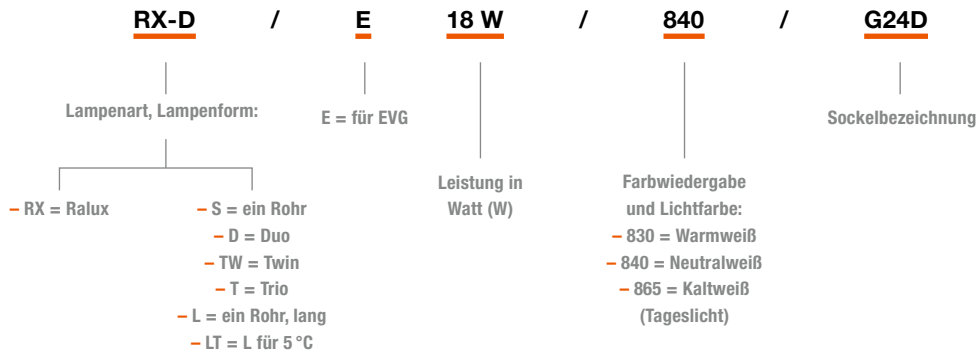 RX-D / E 18 W / 840 / G24D
Lampenart, Lampenform:
– RX = Ralux
– S = ein Rohr
– D = Duo
– TW = Twin
– T = Trio
– L = ein Rohr, lang
– LT = L für 5 °C
E = für EVG
Leistung in
Watt (W)
Farbwiedergabe
und Lichtfarbe:
– 830 = Warmweiß
– 840 = Neutralweiß
– 865 = Kaltweiß
(Tageslicht)
Sockelbezeichnung